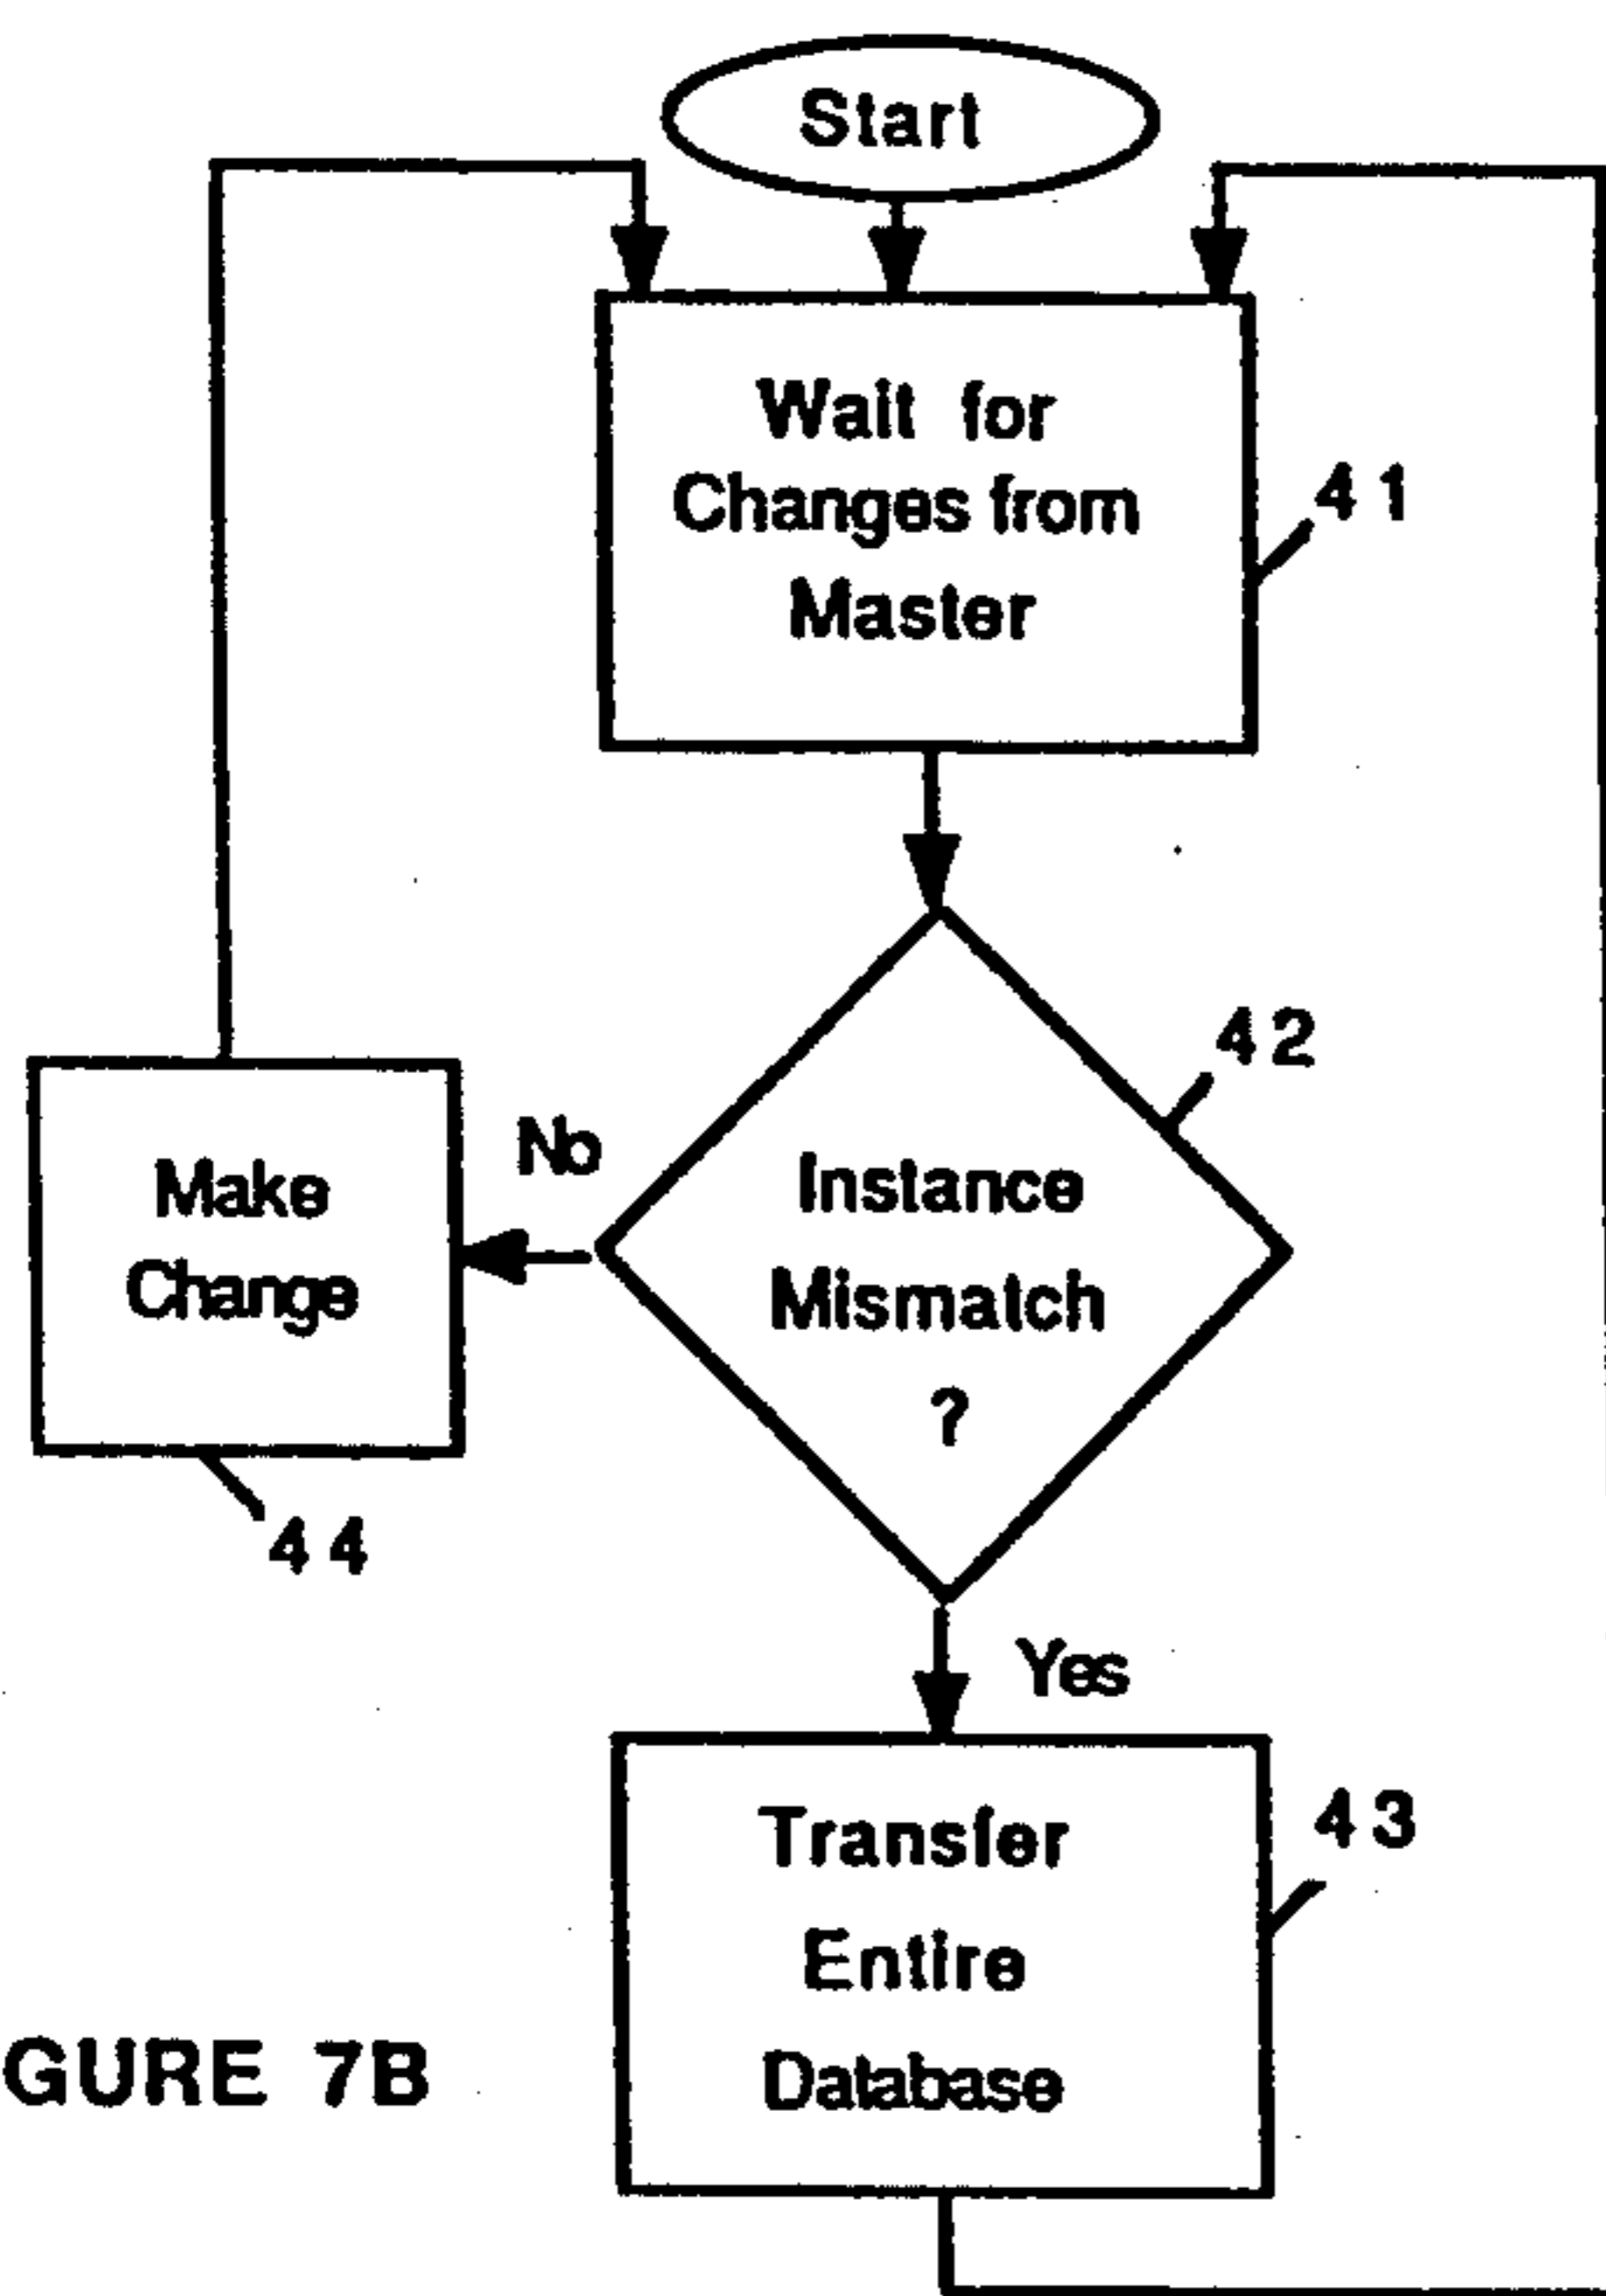 Start
Wait for
Changes from
Master
41
42
No
Instance
Mismatch
?
Make
Change
44
Yes
Transfer
Entire
Database
43
GURE 7B